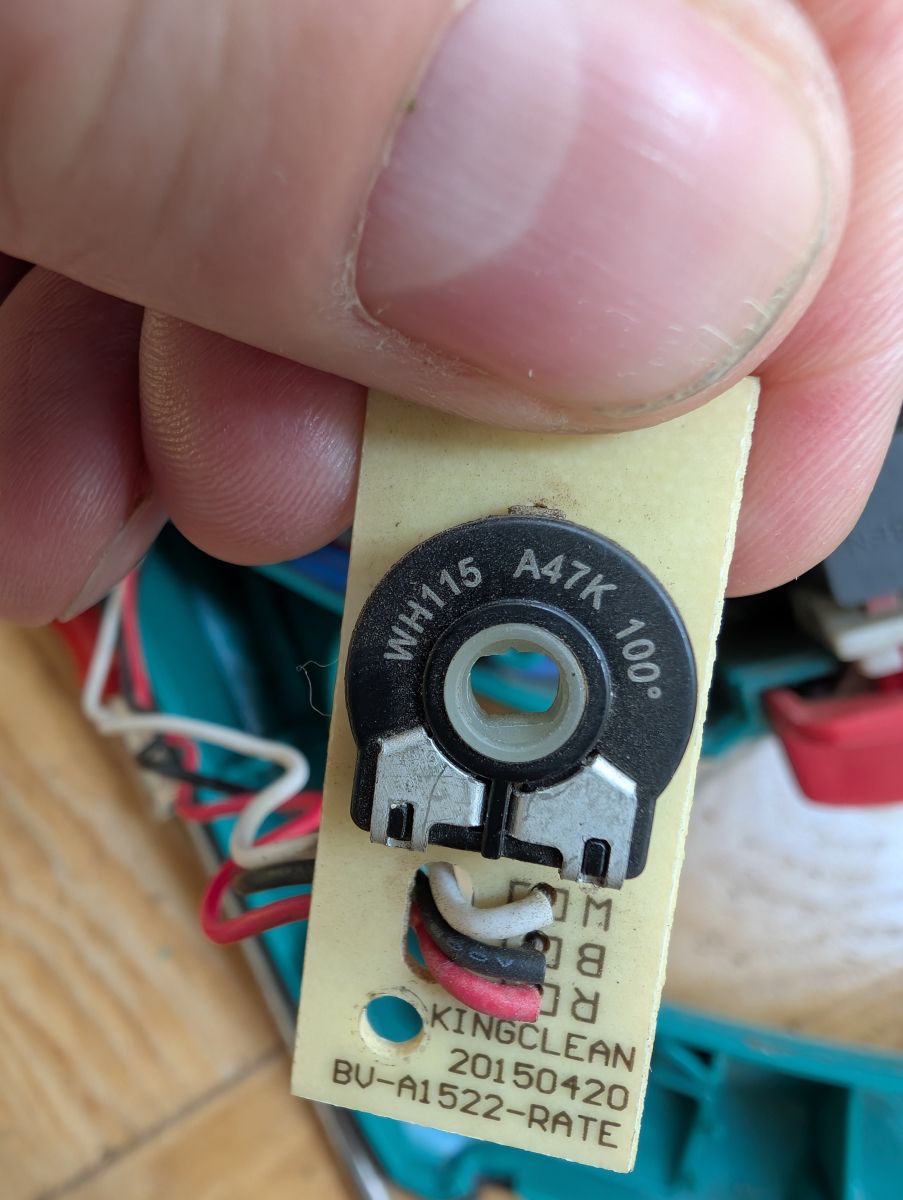 WH115 A47K 100°
W
B
R
KINGCLEAN
20150420
BV-A1522-RATE